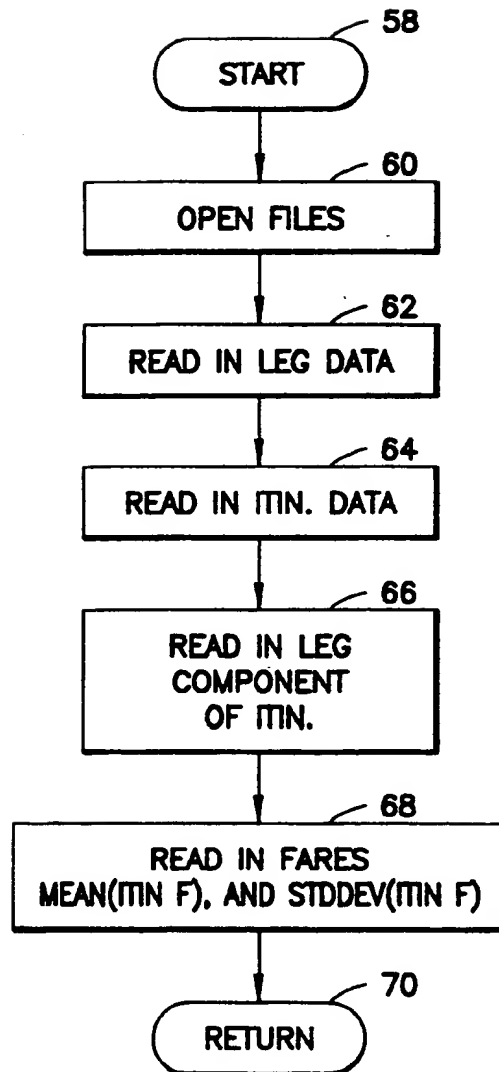 58
START
60
OPEN FILES
62
READ IN LEG DATA
64
READ IN ITIN. DATA
66
READ IN LEG
COMPONENT
OF ITIN.
68
READ IN FARES
MEAN(ITIN F), AND STDDEV(ITIN F)
70
RETURN